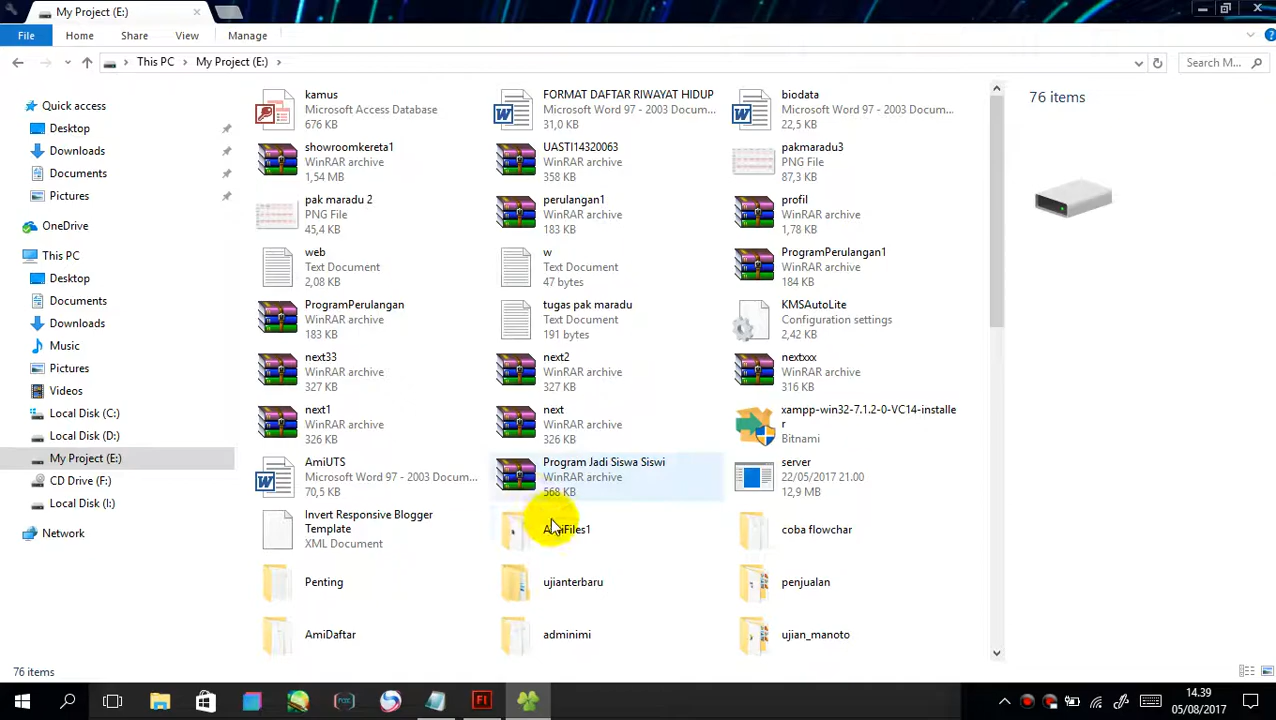 My Project (E:)
File Home Share View Manage
This PC My Project (E:)
Search M...
Quick access
Desktop
Downloads
Documents
Pictures
OneDrive
This PC
Desktop
Documents
Downloads
Music
Pictures
Videos
Local Disk (C:)
Local Disk (D:)
My Project (E:)
CD Drive (F:)
Local Disk (I:)
Network
kamus
Microsoft Access Database
676 KB
FORMAT DAFTAR RIWAYAT HIDUP
Microsoft Word 97 - 2003 Docum...
31,0 KB
biodata
Microsoft Word 97 - 2003 Docum...
22,5 KB
showroomkereta1
WinRAR archive
1,54 MB
UASTI14320063
WinRAR archive
358 KB
pakmaradu3
PNG File
87,3 KB
pak maradu 2
PNG File
45,4 KB
perulangan1
WinRAR archive
183 KB
profil
WinRAR archive
1,78 KB
web
Text Document
2,08 KB
w
Text Document
47 bytes
ProgramPerulangan1
WinRAR archive
184 KB
ProgramPerulangan
WinRAR archive
183 KB
tugas pak maradu
Text Document
191 bytes
KMSAutoLite
Configuration settings
2,42 KB
next33
WinRAR archive
327 KB
next2
WinRAR archive
327 KB
nextxxx
WinRAR archive
316 KB
next1
WinRAR archive
326 KB
next
WinRAR archive
326 KB
xampp-win32-7.1.2-0-VC14-installe
r
Bitnami
AmiUTS
Microsoft Word 97 - 2003 Docum...
70,5 KB
Program Jadi Siswa Siswi
WinRAR archive
568 KB
server
22/05/2017 21.00
12,9 MB
Invert Responsive Blogger
Template
XML Document
coba flowchar
Penting
ujianterbaru
penjualan
AmiDaftar
adminimi
ujian_manoto
76 items
76 items
14.39
05/08/2017